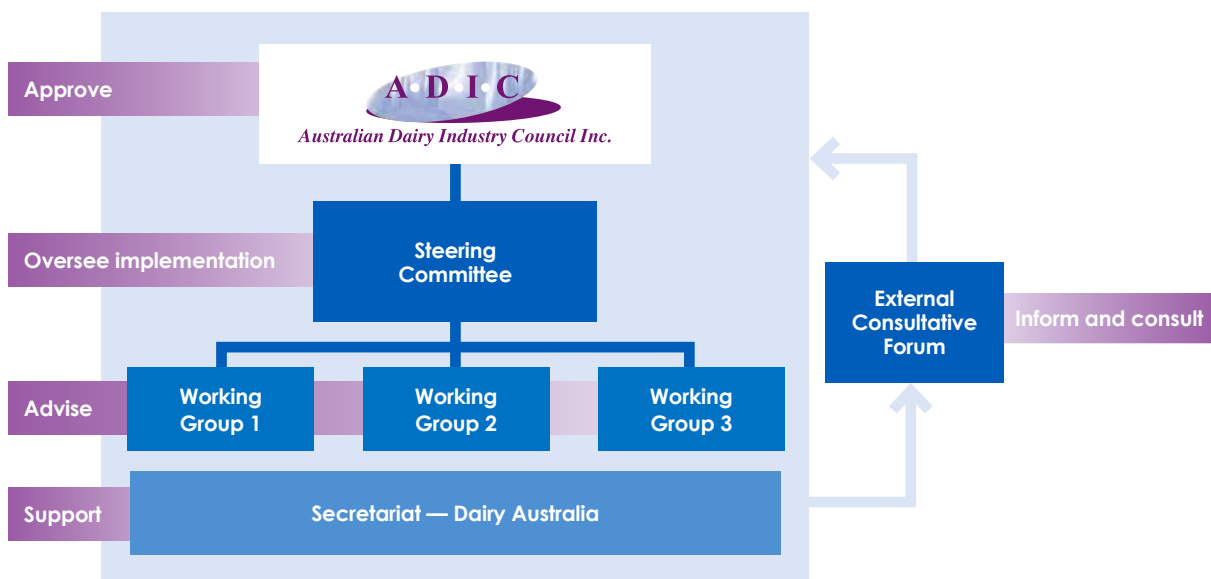 Approve
A·D·I·C
Australian Dairy Industry Council Inc.
Oversee implementation
Steering
Committee
External
Consultative
Forum
Inform and consult
Advise
Working
Group 1
Working
Group 2
Working
Group 3
Support
Secretariat — Dairy Australia